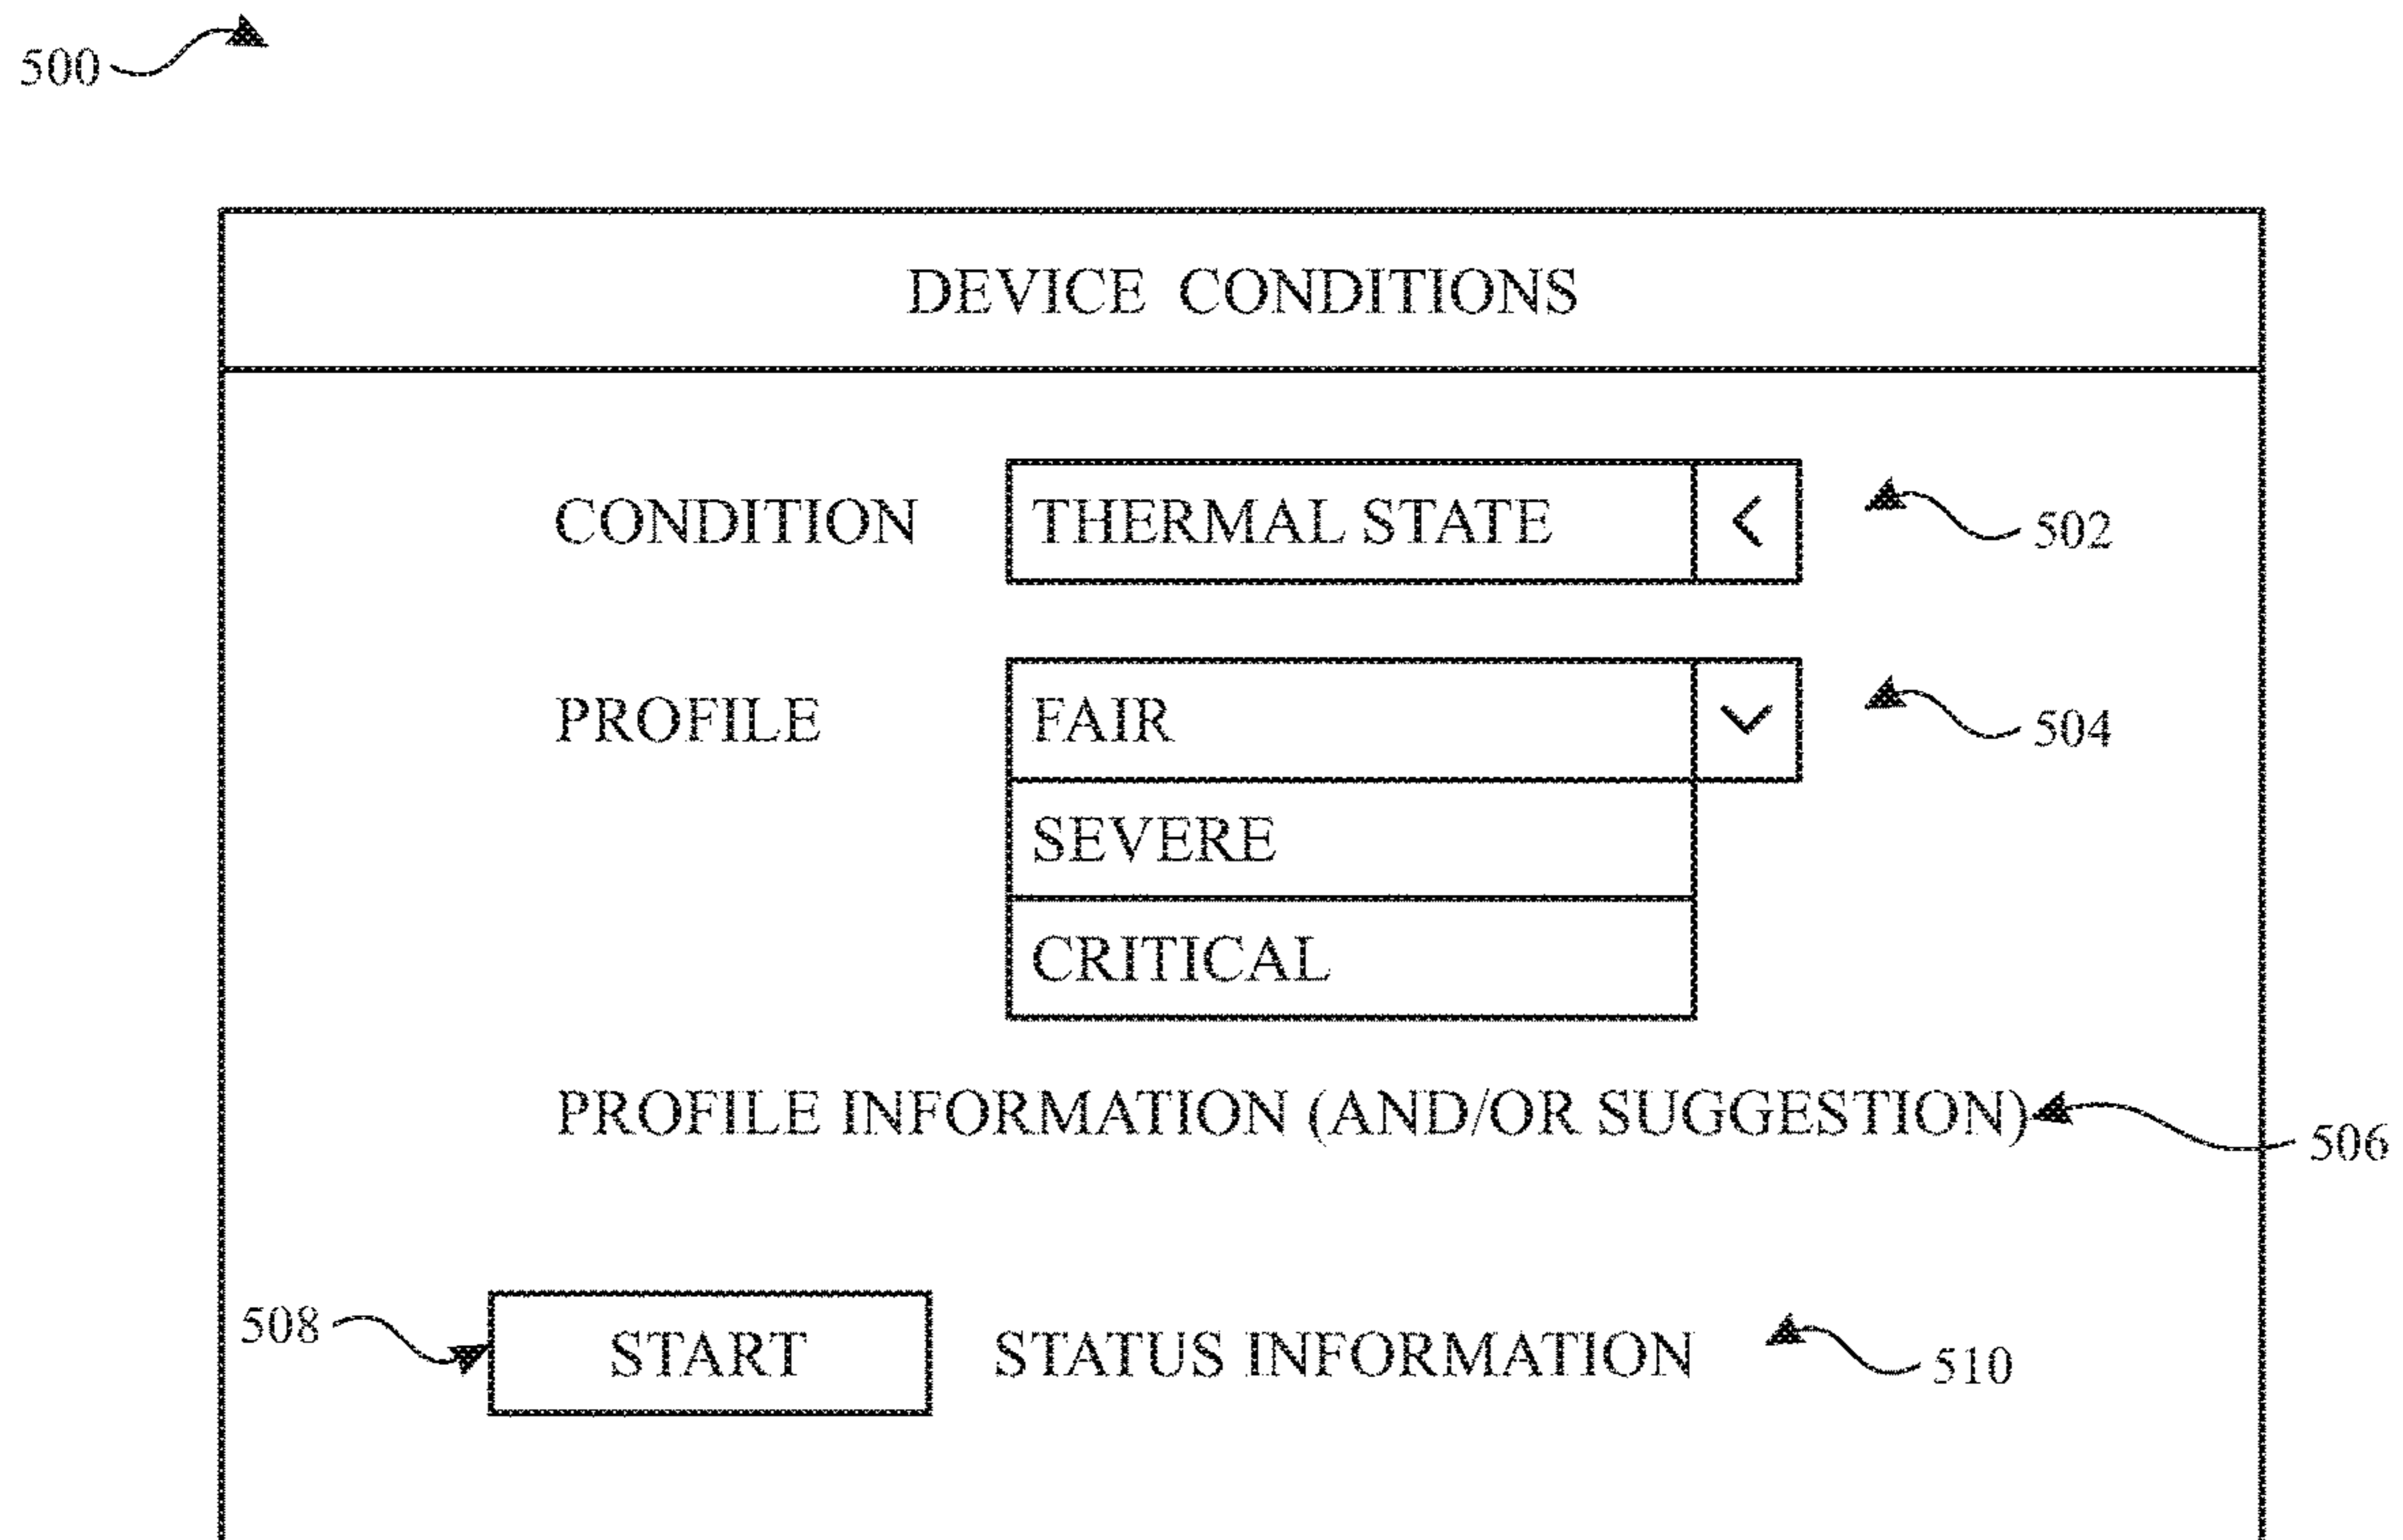 500
DEVICE CONDITIONS
CONDITION THERMAL STATE 502
PROFILE FAIR 504
SEVERE
CRITICAL
PROFILE INFORMATION (AND/OR SUGGESTION) 506
508 START STATUS INFORMATION 510